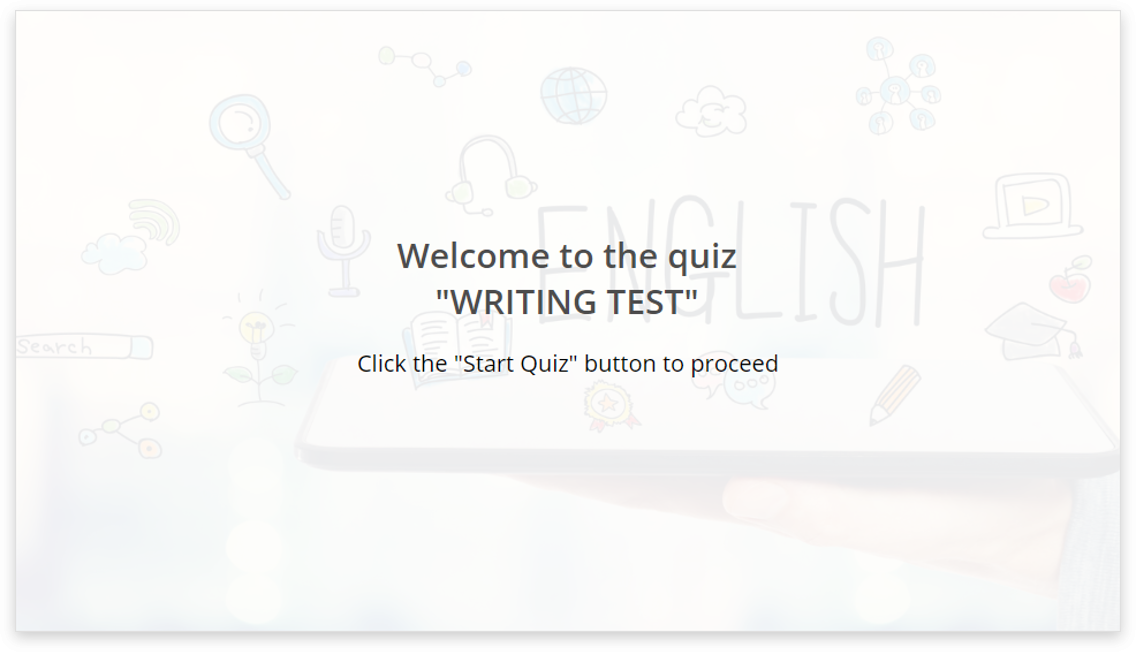 ENGLISH
Welcome to the quiz
"WRITING TEST"
Search
Click the "Start Quiz" button to proceed